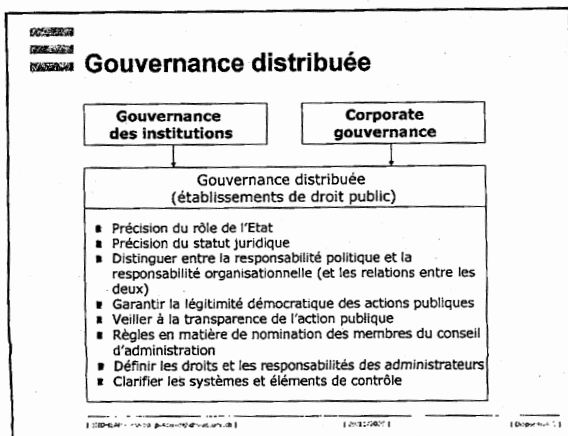 Gouvernance distribuée
Gouvernance
des institutions
Corporate
gouvernance
Gouvernance distribuée
(établissements de droit public)
Précision du rôle de l'Etat
Précision du statut juridique
Distinguer entre la responsabilité politique et la
responsabilité organisationnelle (et les relations entre les
deux)
Garantir la légitimité démocratique des actions publiques
Veiller à la transparence de l'action publique
Règles en matière de nomination des membres du conseil
d'administration
Définir les droits et les responsabilités des administrateurs
Clarifier les systèmes et éléments de contrôle